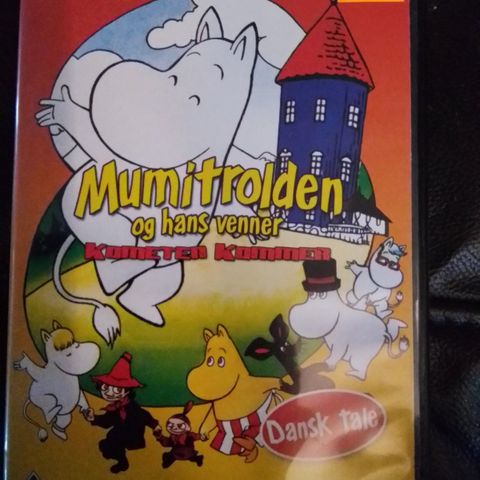 Mumitrolden
og hans venner
KOMETEN KOMMER
Dansk tale